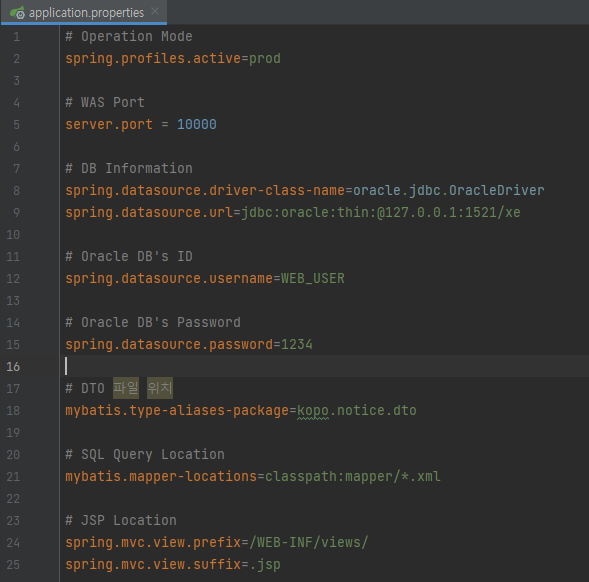 application.properties
1 # Operation Mode
2 spring.profiles.active=prod
3
4 # WAS Port
5 server.port = 10000
6
7 # DB Information
8 spring.datasource.driver-class-name=oracle.jdbc.OracleDriver
9 spring.datasource.url=jdbc:oracle:thin:@127.0.0.1:1521/xe
10
11 # Oracle DB's ID
12 spring.datasource.username=WEB_USER
13
14 # Oracle DB's Password
15 spring.datasource.password=1234
16
17 # DTO 파일 위치
18 mybatis.type-aliases-package=kopo.notice.dto
19
20 # SQL Query Location
21 mybatis.mapper-locations=classpath:mapper/*.xml
22
23 # JSP Location
24 spring.mvc.view.prefix=/WEB-INF/views/
25 spring.mvc.view.suffix=.jsp